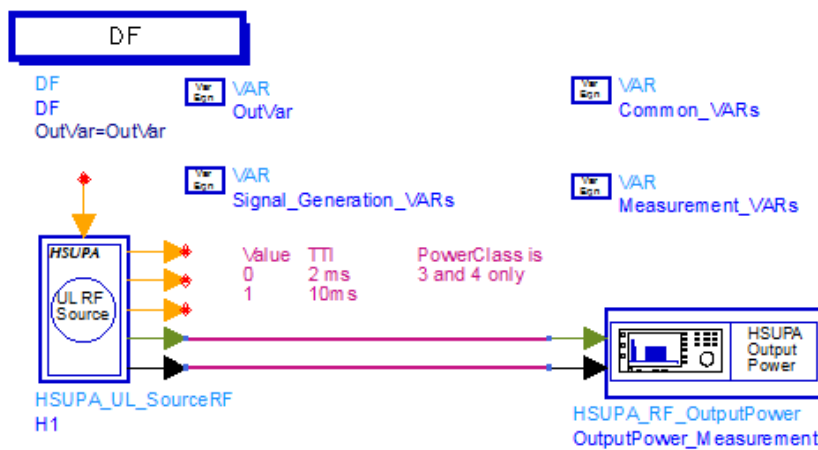 DF
DF
DF
OutVar=OutVar
Var
Eqn
VAR
OutVar
Var
Eqn
VAR
Common_VARs
Var
Eqn
VAR
Signal_Generation_VARs
Var
Eqn
VAR
Measurement_VARs
HSUPA
UL RF
Source
HSUPA_UL_SourceRF
H1
Value TTI
0 2 ms
1 10ms
PowerClass is
3 and 4 only
HSUPA
Output
Power
HSUPA_RF_OutputPower
OutputPower_Measurement